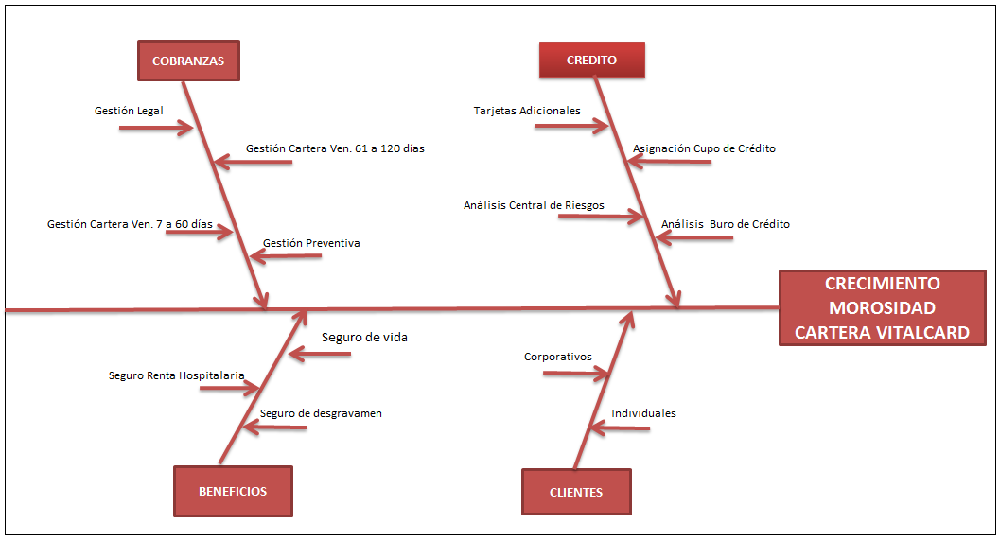 COBRANZAS
CREDITO
Gestión Legal
Tarjetas Adicionales
Gestión Cartera Ven. 61 a 120 días
Asignación Cupo de Crédito
Gestión Cartera Ven. 7 a 60 días
Análisis Central de Riesgos
Análisis Buro de Crédito
Gestión Preventiva
CRECIMIENTO
MOROSIDAD
CARTERA VITALCARD
Seguro de vida
Corporativos
Seguro Renta Hospitalaria
Seguro de desgravamen
Individuales
BENEFICIOS
CLIENTES